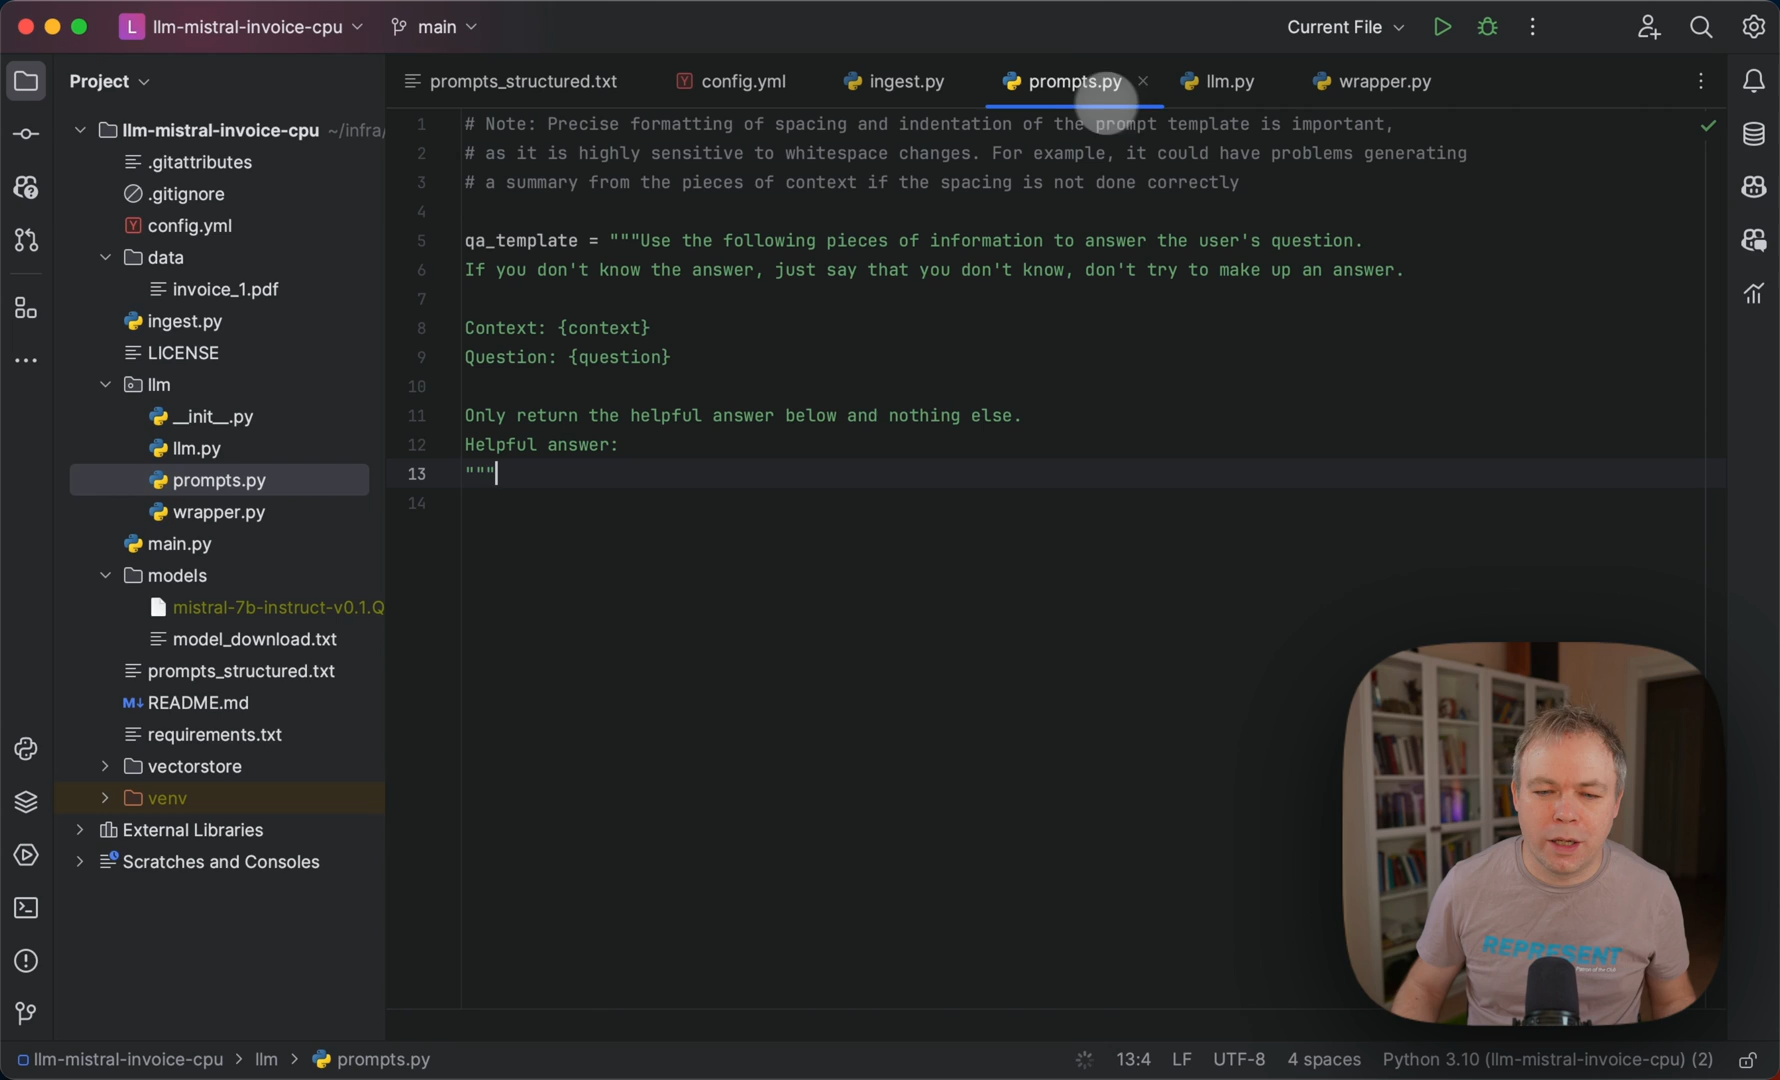 L llm-mistral-invoice-cpu main Current File
Project
prompts_structured.txt config.yml ingest.py prompts.py llm.py wrapper.py
llm-mistral-invoice-cpu ~/infra/
.gitattributes
.gitignore
config.yml
data
invoice_1.pdf
ingest.py
LICENSE
llm
__init__.py
llm.py
prompts.py
wrapper.py
main.py
models
mistral-7b-instruct-v0.1.Q
model_download.txt
prompts_structured.txt
README.md
requirements.txt
vectorstore
venv
External Libraries
Scratches and Consoles
1 # Note: Precise formatting of spacing and indentation of the prompt template is important,
2 # as it is highly sensitive to whitespace changes. For example, it could have problems generating
3 # a summary from the pieces of context if the spacing is not done correctly
4
5 qa_template = """Use the following pieces of information to answer the user's question.
6 If you don't know the answer, just say that you don't know, don't try to make up an answer.
7
8 Context: {context}
9 Question: {question}
10
11 Only return the helpful answer below and nothing else.
12 Helpful answer:
13 """
14
REPRESENT
llm-mistral-invoice-cpu > llm > prompts.py 13:4 LF UTF-8 4 spaces Python 3.10 (llm-mistral-invoice-cpu) (2)